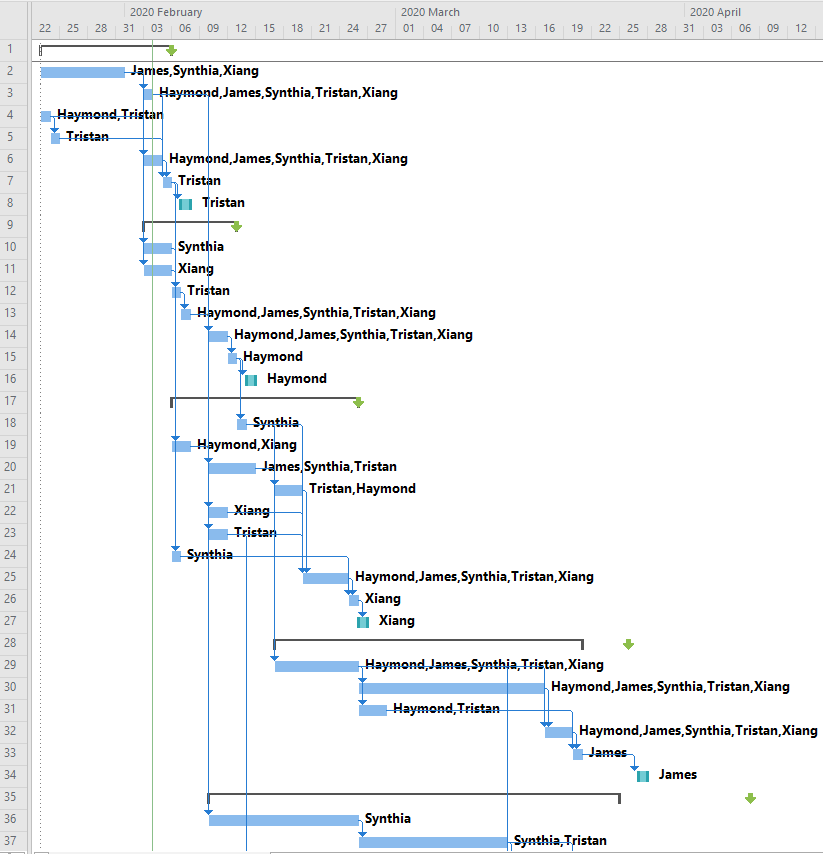 2020 February 2020 March 2020 April
22 25 28 31 03 06 09 12 15 18 21 24 27 01 04 07 10 13 16 19 22 25 28 31 03 06 09 12
1
2 James,Synthia,Xiang
3 Haymond,James,Synthia,Tristan,Xiang
4 Haymond,Tristan
5 Tristan
6 Haymond,James,Synthia,Tristan,Xiang
7 Tristan
8 Tristan
9
10 Synthia
11 Xiang
12 Tristan
13 Haymond,James,Synthia,Tristan,Xiang
14 Haymond,James,Synthia,Tristan,Xiang
15 Haymond
16 Haymond
17
18 Synthia
19 Haymond,Xiang
20 James,Synthia,Tristan
21 Tristan,Haymond
22 Xiang
23 Tristan
24 Synthia
25 Haymond,James,Synthia,Tristan,Xiang
26 Xiang
27 Xiang
28
29 Haymond,James,Synthia,Tristan,Xiang
30 Haymond,James,Synthia,Tristan,Xiang
31 Haymond,Tristan
32 Haymond,James,Synthia,Tristan,Xiang
33 James
34 James
35
36 Synthia
37 Synthia,Tristan